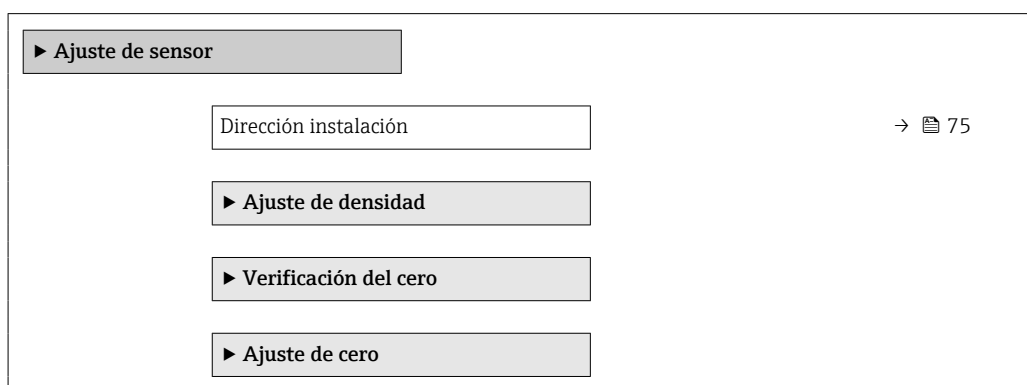 ▶ Ajuste de sensor
Dirección instalación → 75
▶ Ajuste de densidad
▶ Verificación del cero
▶ Ajuste de cero